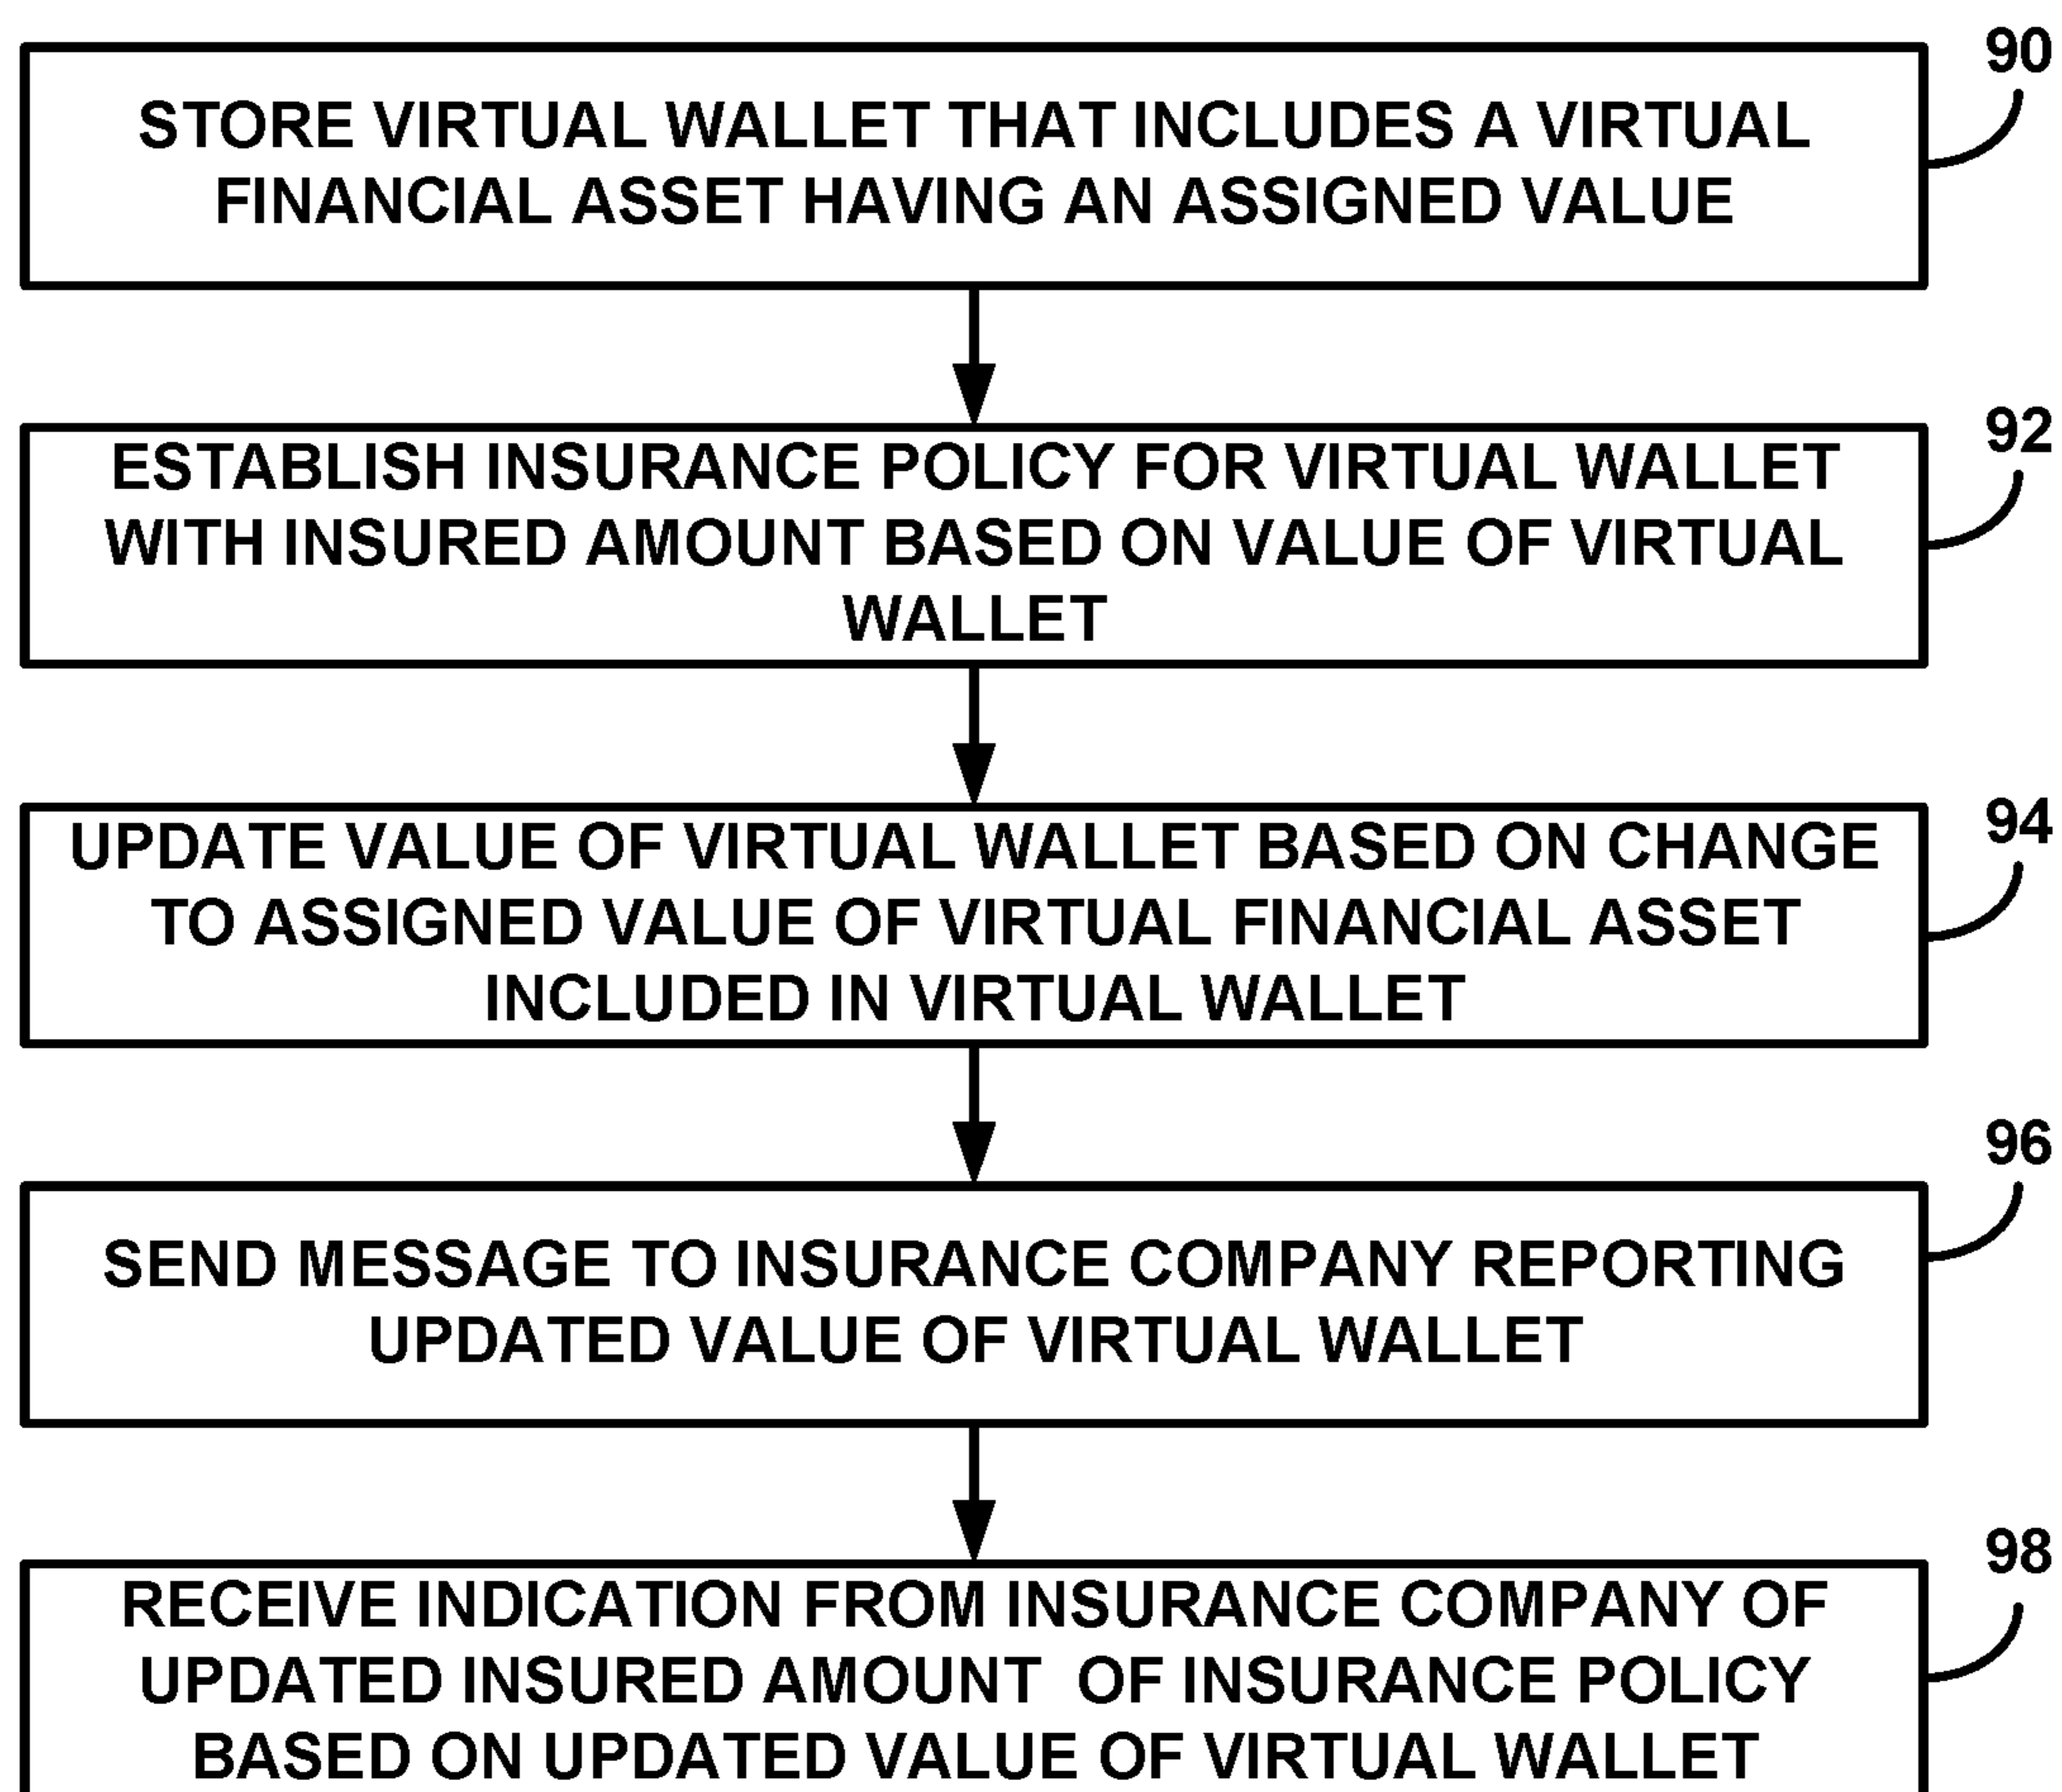 90
STORE VIRTUAL WALLET THAT INCLUDES A VIRTUAL
FINANCIAL ASSET HAVING AN ASSIGNED VALUE
92
ESTABLISH INSURANCE POLICY FOR VIRTUAL WALLET
WITH INSURED AMOUNT BASED ON VALUE OF VIRTUAL
WALLET
94
UPDATE VALUE OF VIRTUAL WALLET BASED ON CHANGE
TO ASSIGNED VALUE OF VIRTUAL FINANCIAL ASSET
INCLUDED IN VIRTUAL WALLET
96
SEND MESSAGE TO INSURANCE COMPANY REPORTING
UPDATED VALUE OF VIRTUAL WALLET
98
RECEIVE INDICATION FROM INSURANCE COMPANY OF
UPDATED INSURED AMOUNT OF INSURANCE POLICY
BASED ON UPDATED VALUE OF VIRTUAL WALLET